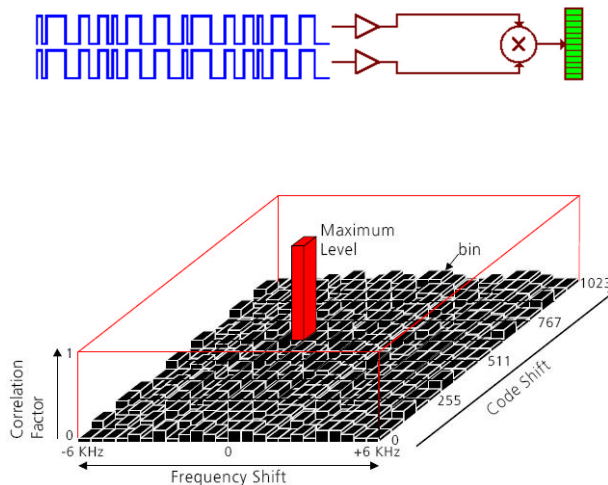 Maximum
Level
bin
1023
767
511
255
0
Code Shift
1
0
Correlation
Factor
-6 KHz
0
+6 KHz
Frequency Shift